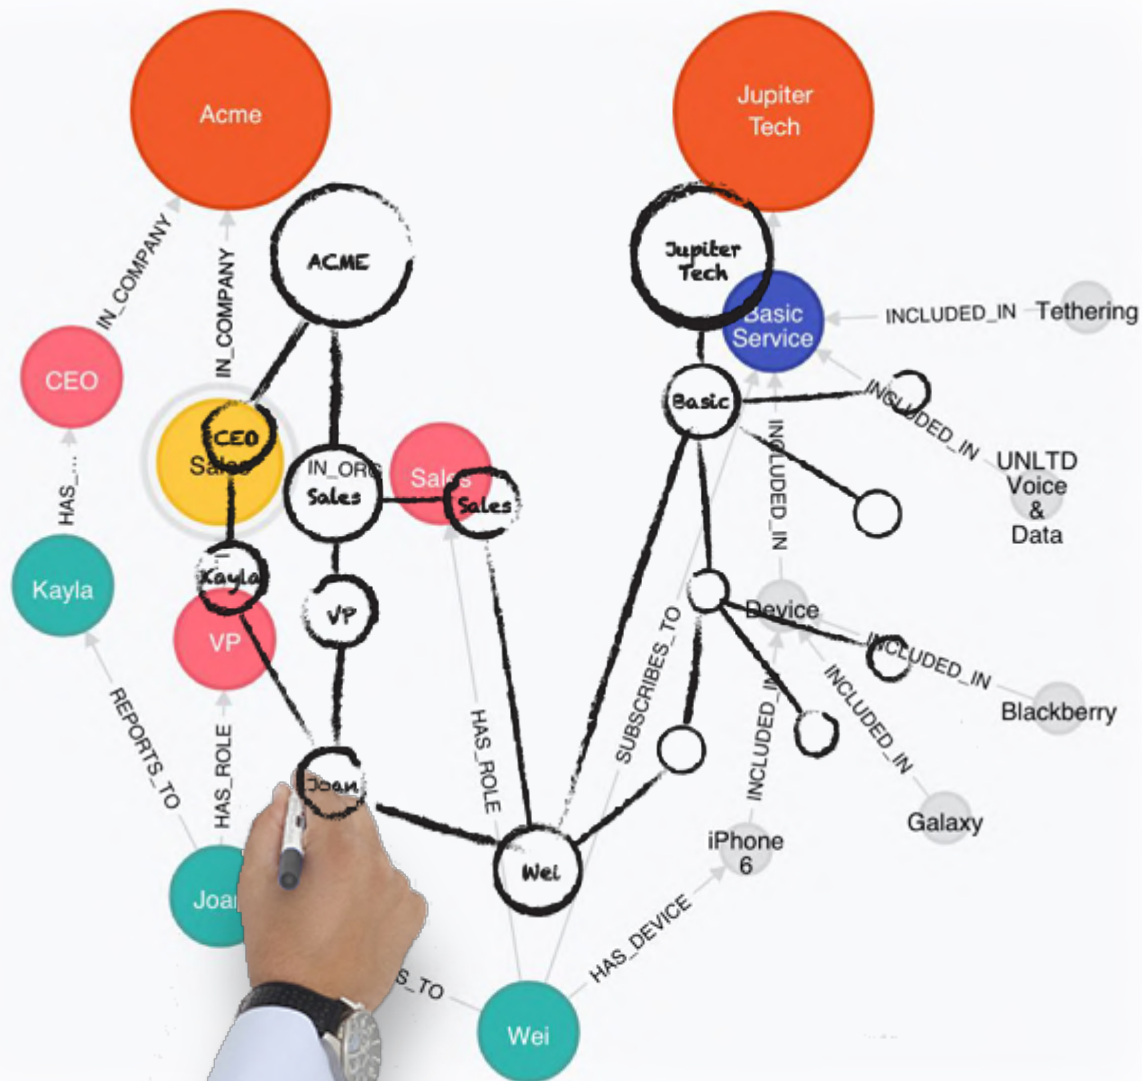 Acme
Jupiter
Tech
ACME
Jupiter
Tech
IN_COMPANY
IN_COMPANY
Basic
Service
INCLUDED_IN
Tethering
CEO
Basic
INCLUDED_IN
CEO
Sales
IN_ORG
Sales
Sales
Sales
INCLUDED_IN
UNLTD
Voice
&
Data
HAS_...
Kayla
Kayla
VP
VP
Device
SUBSCRIBES_TO
INCLUDED_IN
INCLUDED_IN
INCLUDED_IN
Blackberry
REPORTS_TO
HAS_ROLE
HAS_ROLE
Joan
Galaxy
iPhone
6
Wei
Joan
HAS_DEVICE
S_TO
Wei